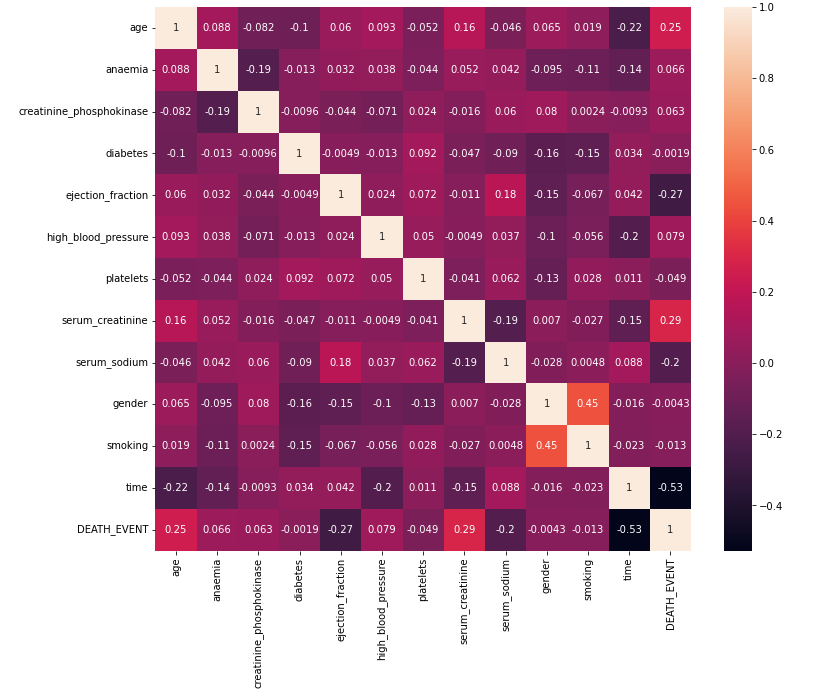 age 1 0.088 -0.082 -0.1 0.06 0.093 -0.052 0.16 -0.046 0.065 0.019 -0.22 0.25
anaemia 0.088 1 -0.19 -0.013 0.032 0.038 -0.044 0.052 0.042 -0.095 -0.11 -0.14 0.066
creatinine_phosphokinase -0.082 -0.19 1 -0.0096 -0.044 -0.071 0.024 -0.016 0.06 0.08 0.0024 -0.0093 0.063
diabetes -0.1 -0.013 -0.0096 1 -0.0049 -0.013 0.092 -0.047 -0.09 -0.16 -0.15 0.034 -0.0019
ejection_fraction 0.06 0.032 -0.044 -0.0049 1 0.024 0.072 -0.011 0.18 -0.15 -0.067 0.042 -0.27
high_blood_pressure 0.093 0.038 -0.071 -0.013 0.024 1 0.05 -0.0049 0.037 -0.1 -0.056 -0.2 0.079
platelets -0.052 -0.044 0.024 0.092 0.072 0.05 1 -0.041 0.062 -0.13 0.028 0.011 -0.049
serum_creatinine 0.16 0.052 -0.016 -0.047 -0.011 -0.0049 -0.041 1 -0.19 0.007 -0.027 -0.15 0.29
serum_sodium -0.046 0.042 0.06 -0.09 0.18 0.037 0.062 -0.19 1 -0.028 0.0048 0.088 -0.2
gender 0.065 -0.095 0.08 -0.16 -0.15 -0.1 -0.13 0.007 -0.028 1 0.45 -0.016 -0.0043
smoking 0.019 -0.11 0.0024 -0.15 -0.067 -0.056 0.028 -0.027 0.0048 0.45 1 -0.023 -0.013
time -0.22 -0.14 -0.0093 0.034 0.042 -0.2 0.011 -0.15 0.088 -0.016 -0.023 1 -0.53
DEATH_EVENT 0.25 0.066 0.063 -0.0019 -0.27 0.079 -0.049 0.29 -0.2 -0.0043 -0.013 -0.53 1
age
anaemia
creatinine_phosphokinase
diabetes
ejection_fraction
high_blood_pressure
platelets
serum_creatinine
serum_sodium
gender
smoking
time
DEATH_EVENT
1.0
0.8
0.6
0.4
0.2
0.0
−0.2
−0.4